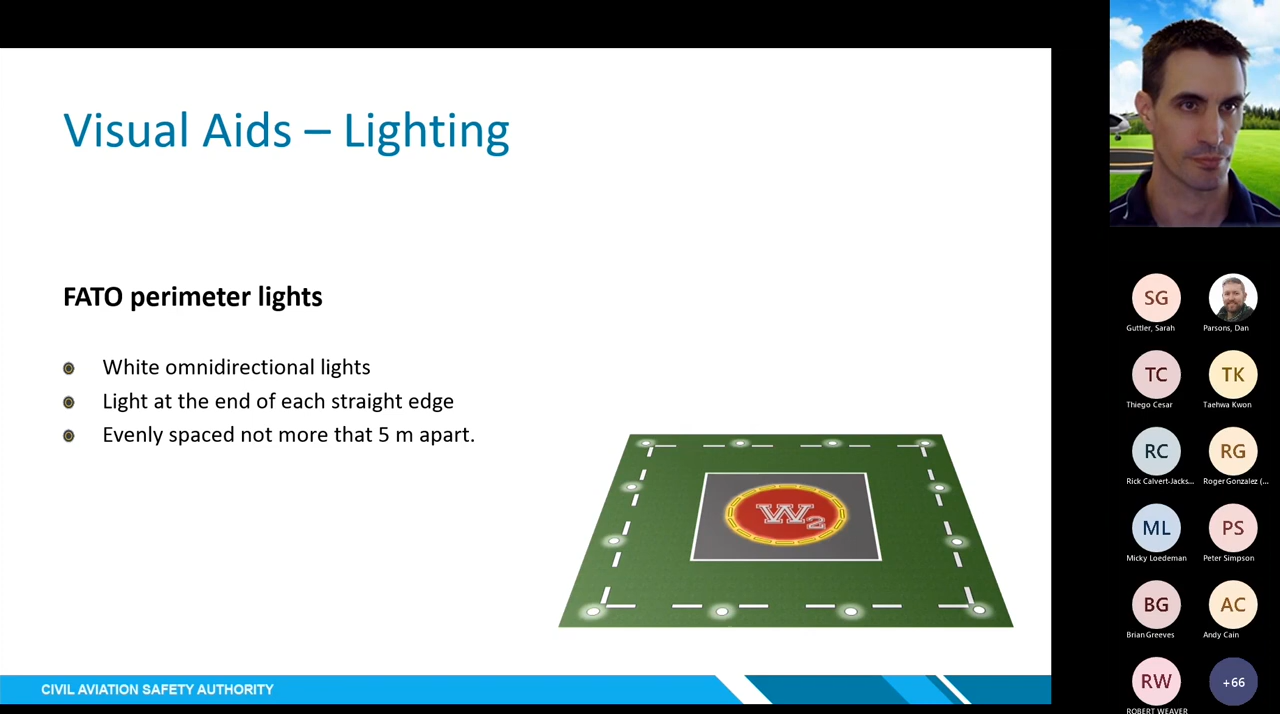 Visual Aids – Lighting
FATO perimeter lights
White omnidirectional lights
Light at the end of each straight edge
Evenly spaced not more that 5 m apart.
W2
CIVIL AVIATION SAFETY AUTHORITY
SG
Guttler, Sarah
Parsons, Dan
TC
TK
Thiego Cesar
Taehwa Kwon
RC
RG
Rick Calvert-Jacks...
Roger Gonzalez (...
ML
PS
Micky Loedeman
Peter Simpson
BG
AC
Brian Greeves
Andy Cain
RW
+66
ROBERT WEAVER